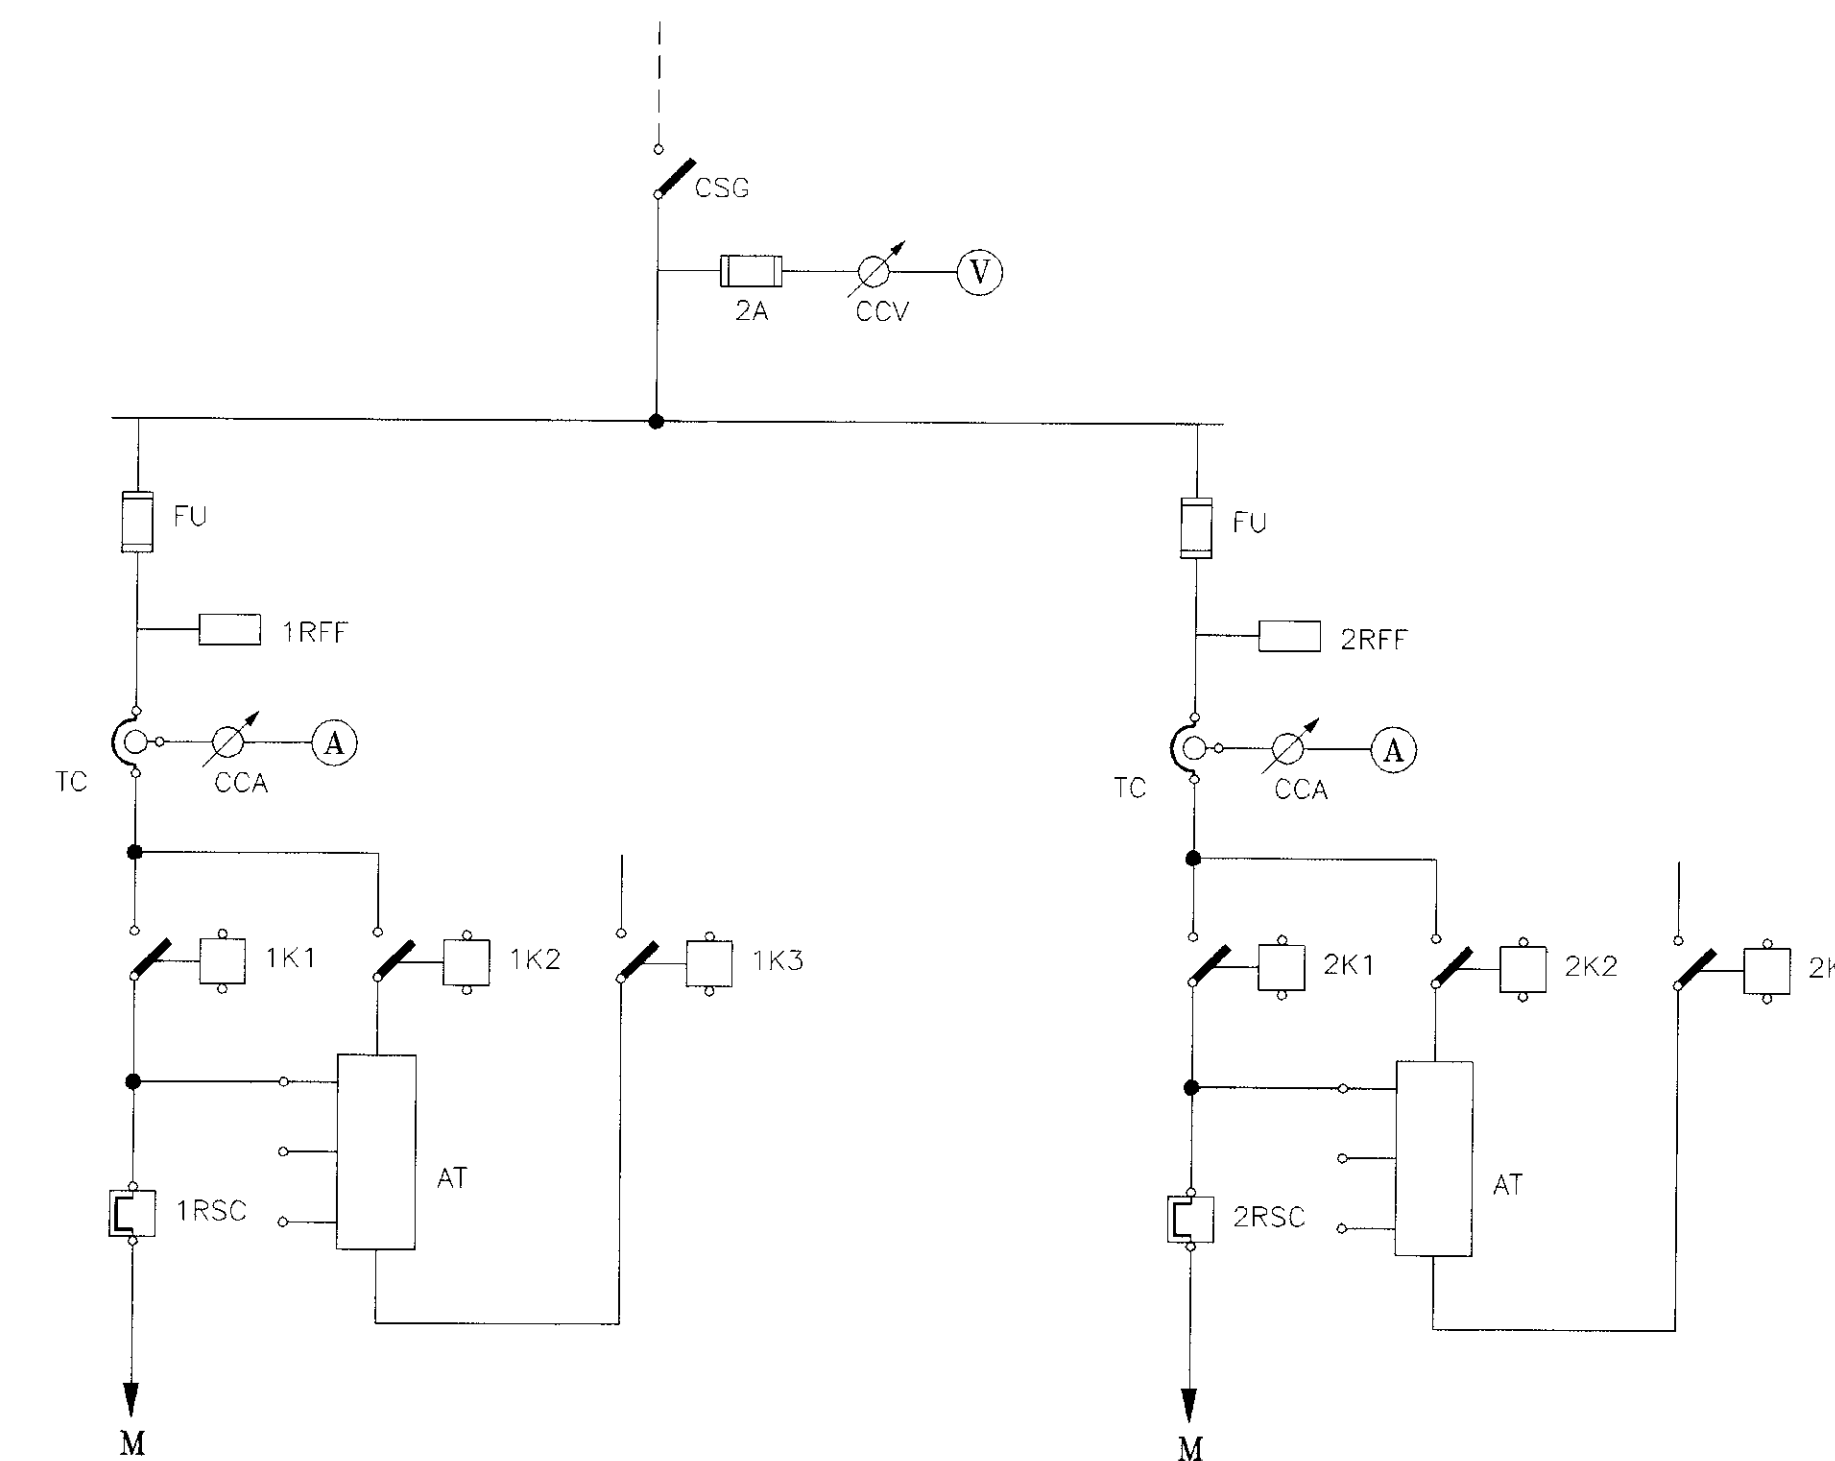 CSG
V
2A
CCV
FU
FU
1RFF
2RFF
A
A
TC
CCA
TC
CCA
1K1
1K2
1K3
2K1
2K2
AT
AT
1RSC
2RSC
M
M